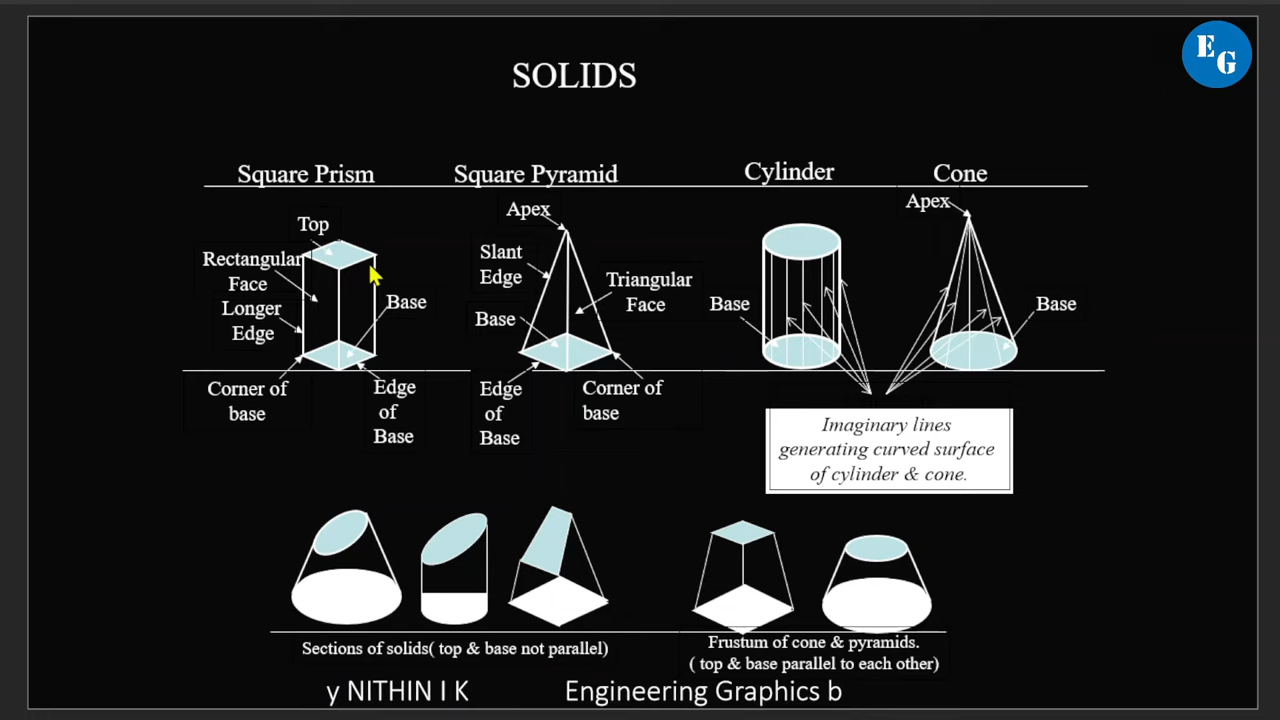 E
G
SOLIDS
Square Prism
Square Pyramid
Cylinder
Cone
Top
Rectangular
Face
Longer
Edge
Base
Corner of
base
Edge
of
Base
Apex
Slant
Edge
Triangular
Face
Base
Edge
of
Base
Corner of
base
Base
Apex
Base
Imaginary lines
generating curved surface
of cylinder & cone.
Sections of solids( top & base not parallel)
Frustum of cone & pyramids.
( top & base parallel to each other)
y NITHIN I K
Engineering Graphics b